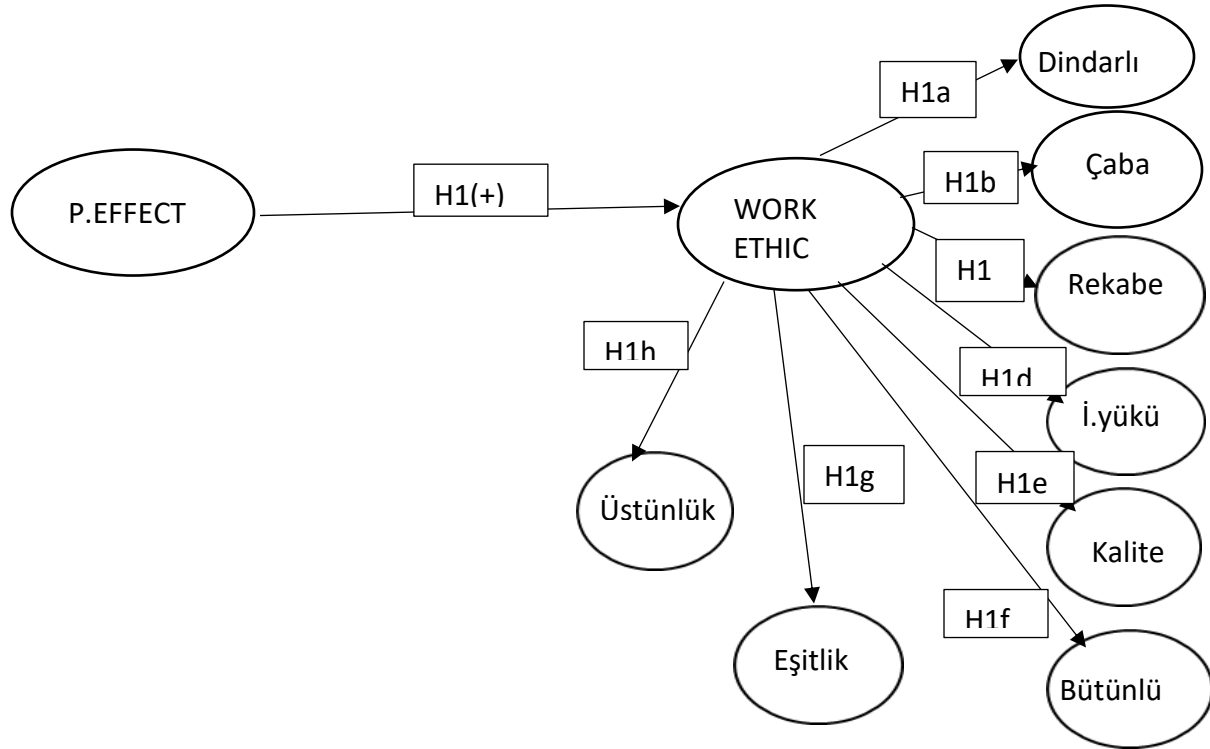 Dindarlı
H1a
Çaba
H1b
P.EFFECT
H1(+)
WORK
ETHIC
H1
Rekabe
H1h
H1d
İ.yükü
Üstünlük
H1g
H1e
Kalite
H1f
Eşitlik
Bütünlü